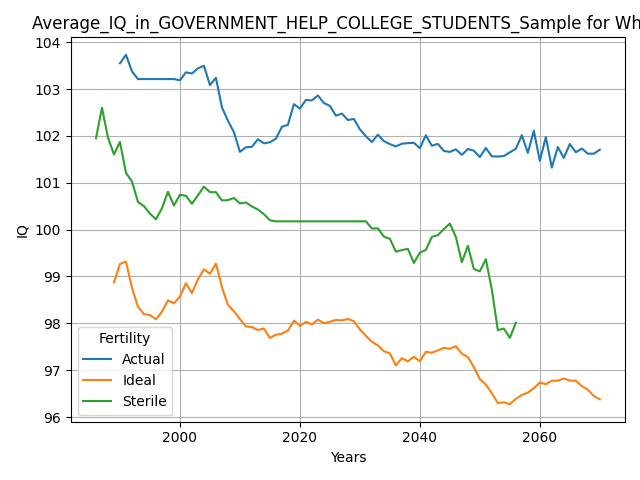 Average_IQ_in_GOVERNMENT_HELP_COLLEGE_STUDENTS_Sample for Wh
104
103
102
101
100
99
98
97
96
IQ
Fertility
Actual
Ideal
Sterile
2000 2020 2040 2060
Years